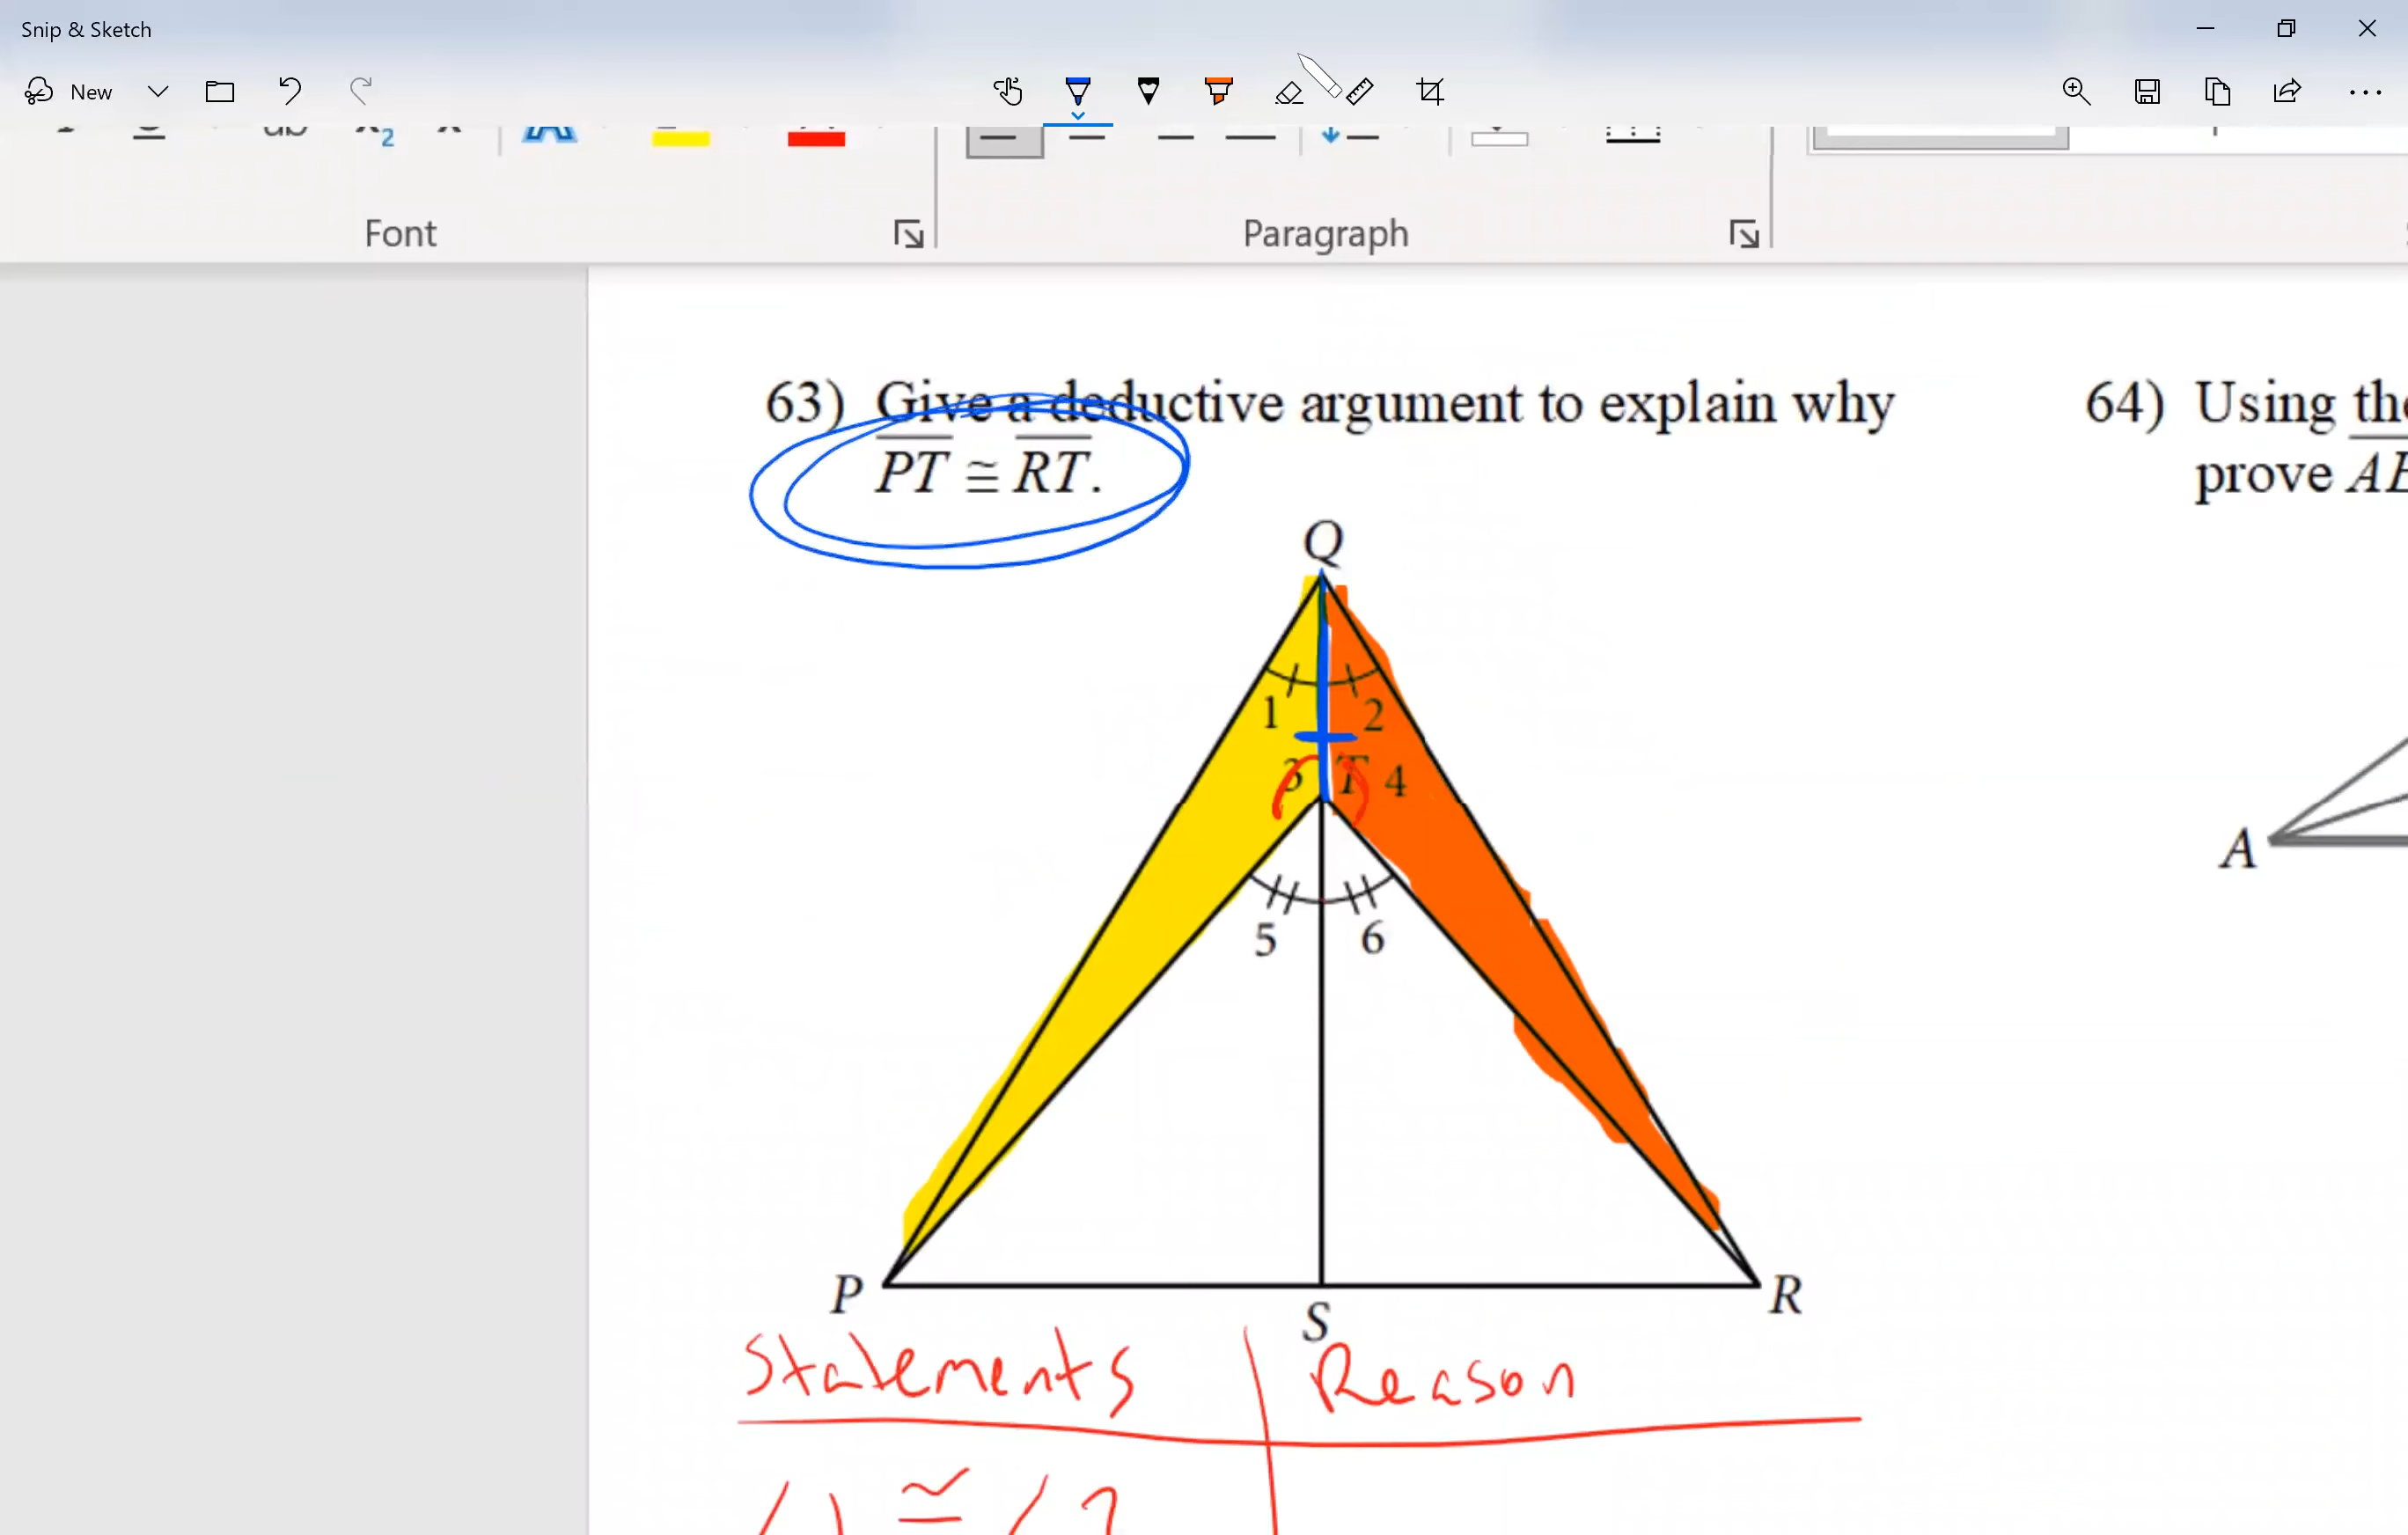 Snip & Sketch
New
Font
Paragraph
63) Give a deductive argument to explain why
PT ≅ RT.
64) Using the
prove AB
Q
1 2
3 T 4
5 6
A
P
S
R
Statements Reason
∠1 ≅ ∠2